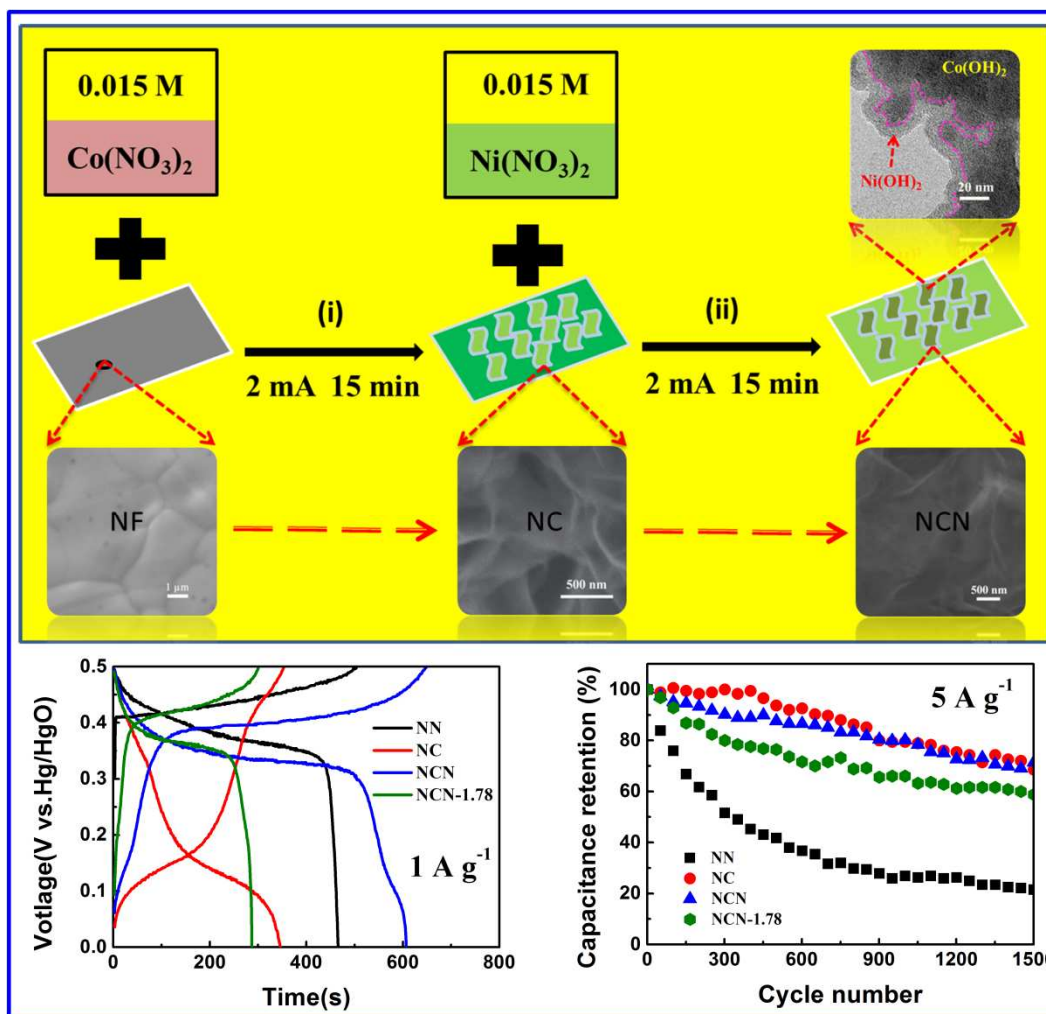 0.015 M
Co(NO₃)₂
0.015 M
Ni(NO₃)₂
Co(OH)₂
Ni(OH)₂
20 nm
(i)
2 mA 15 min
(ii)
2 mA 15 min
NF
1 µm
NC
500 nm
NCN
500 nm
Votlage(V vs.Hg/HgO)
0.5
0.4
0.3
0.2
0.1
0.0
NN
NC
NCN
NCN-1.78
1 A g⁻¹
0 200 400 600 800
Time(s)
Capacitance retention (%)
100
80
60
40
20
0
5 A g⁻¹
NN
NC
NCN
NCN-1.78
0 300 600 900 1200 1500
Cycle number